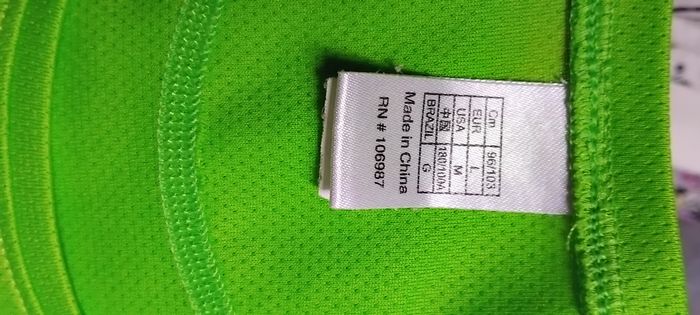 Cm 96/103
EUR L
USA M
中国 180/100A
BRAZIL G
Made in China
RN # 106987